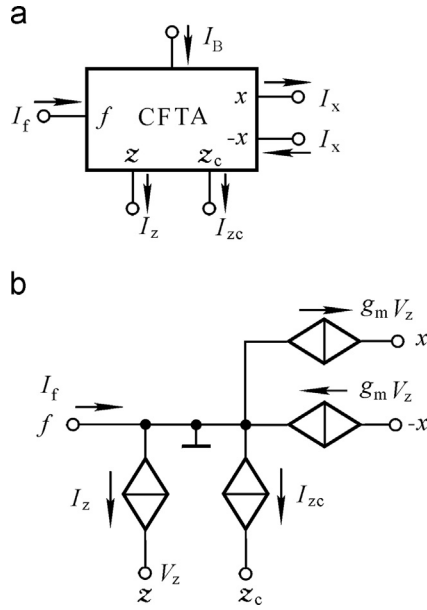 a
I_B
I_f
f
CFTA
x
I_x
-x
I_x
z
z_c
I_z
I_zc
b
g_m V_z
x
I_f
g_m V_z
f
-x
I_z
I_zc
V_z
z
z_c